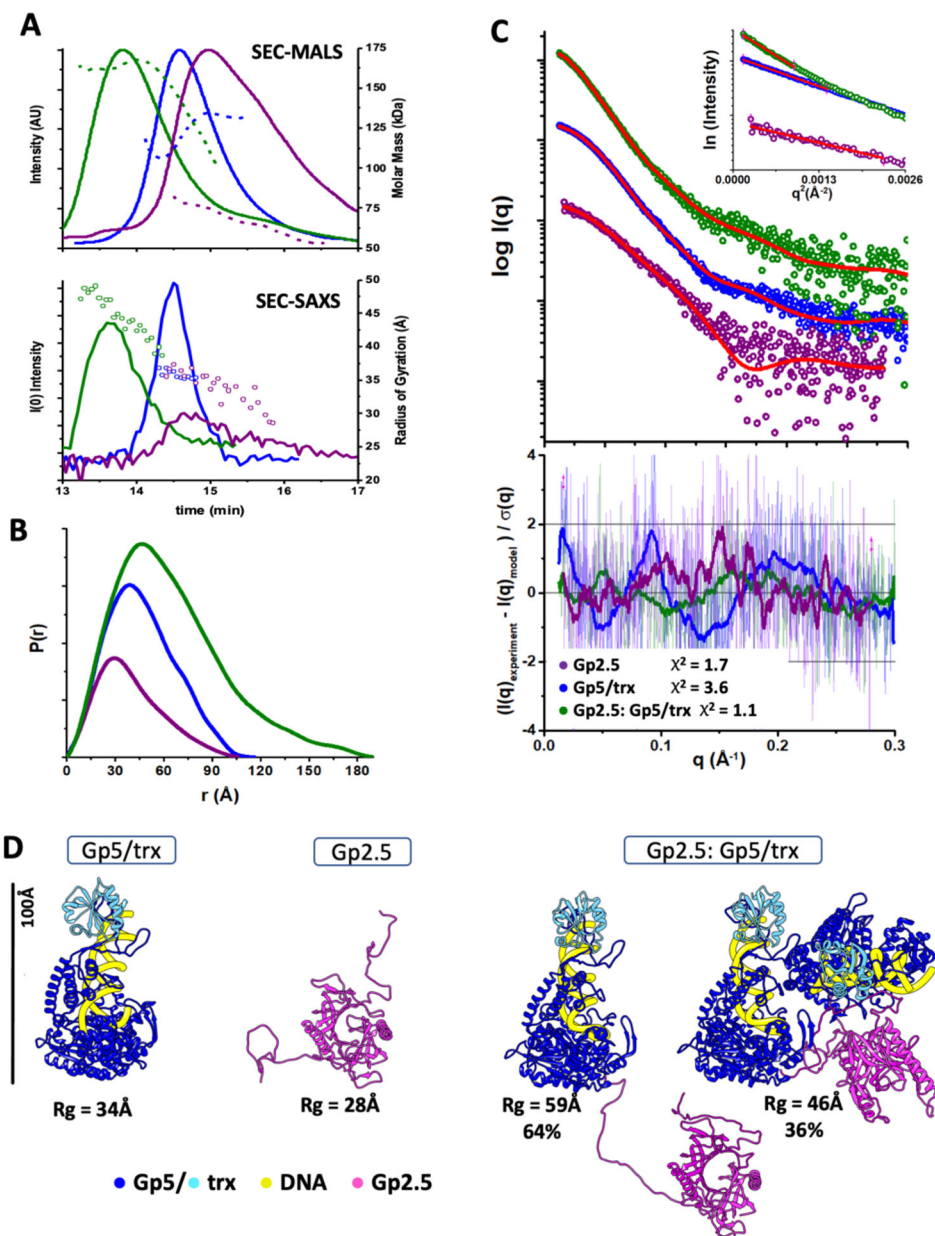 A
SEC-MALS
Intensity (AU)
175
150
125
100
75
50
Molar Mass (kDa)
SEC-SAXS
I(0) Intensity
50
45
40
35
30
25
20
Radius of Gyration (Å)
13 14 15 16 17
time (min)
B
P(r)
0 30 60 90 120 150 180
r (Å)
C
log I(q)
ln (Intensity)
0.0000 0.0013 0.0026
q²(Å⁻²)
(I(q)experiment - I(q)model) / σ(q)
4
2
0
-2
-4
Gp2.5 χ² = 1.7
Gp5/trx χ² = 3.6
Gp2.5: Gp5/trx χ² = 1.1
0.0 0.1 0.2 0.3
q (Å⁻¹)
D
Gp5/trx
Gp2.5
Gp2.5: Gp5/trx
100Å
Rg = 34Å
Rg = 28Å
Rg = 59Å
64%
Rg = 46Å
36%
Gp5/ trx DNA Gp2.5